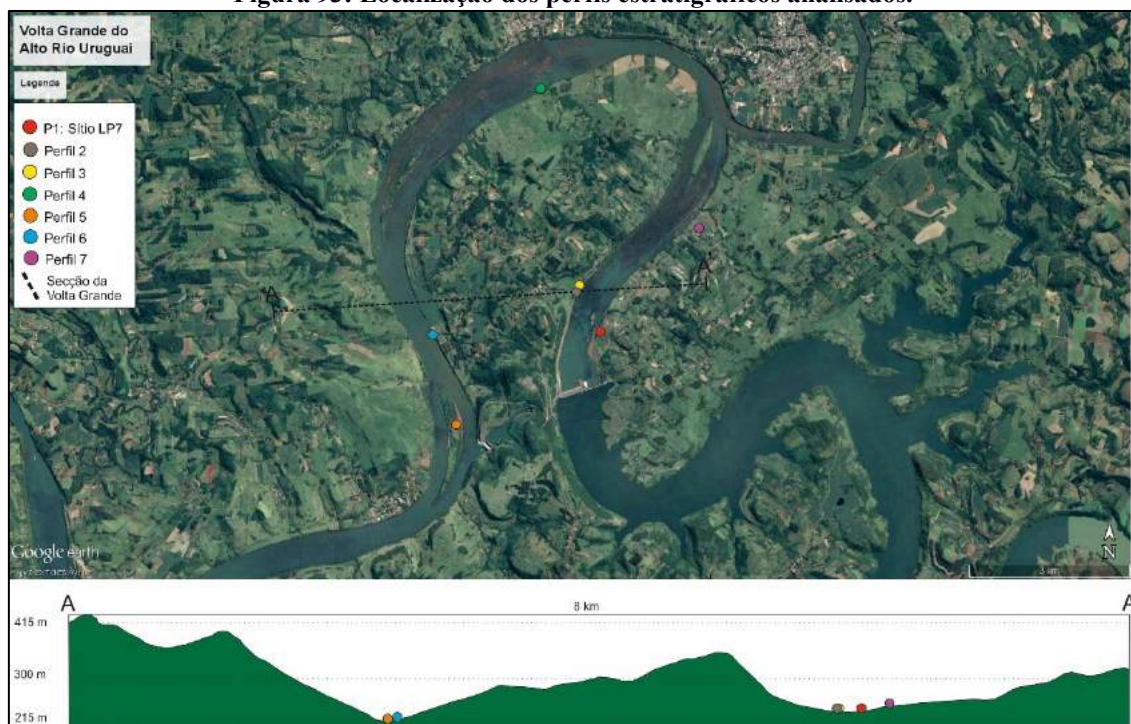 Figura 93: Localização dos perfis estratigráficos analisados.
Volta Grande do
Alto Rio Uruguai
Legenda
P1: Sítio LP7
Perfil 2
Perfil 3
Perfil 4
Perfil 5
Perfil 6
Perfil 7
Secção da
Volta Grande
A
A
Google earth
N
3 km
A
8 km
A
415 m
300 m
215 m